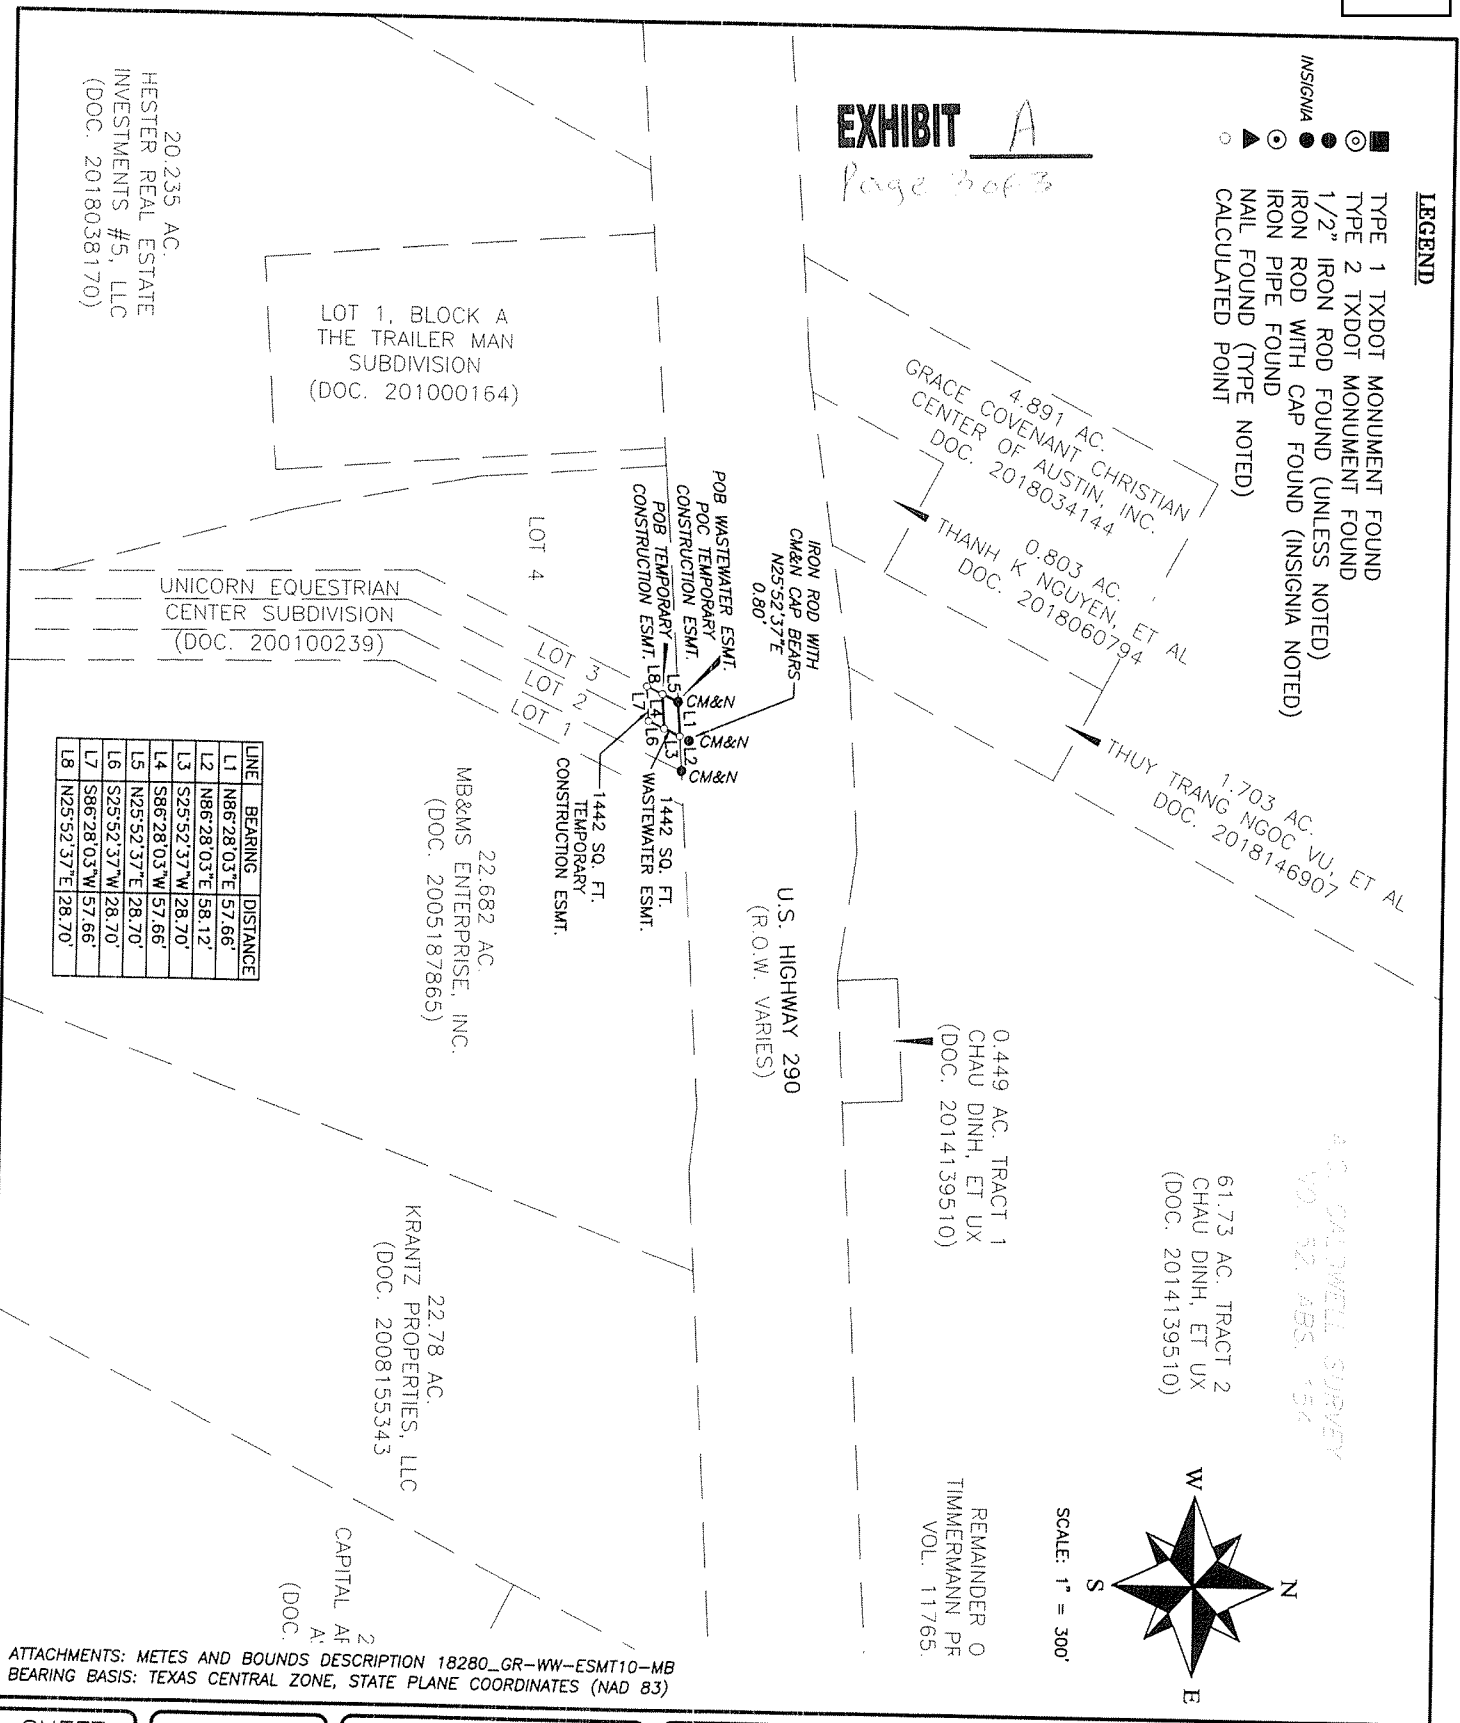 LEGEND
TYPE 1 TXDOT MONUMENT FOUND
TYPE 2 TXDOT MONUMENT FOUND
1/2" IRON ROD FOUND (UNLESS NOTED)
INSIGNIA IRON ROD WITH CAP FOUND (INSIGNIA NOTED)
IRON PIPE FOUND
NAIL FOUND (TYPE NOTED)
CALCULATED POINT
EXHIBIT A
Page 3 of 3
4.891 AC.
GRACE COVENANT CHRISTIAN
CENTER OF AUSTIN, INC.
DOC. 2018034144
0.803 AC.
THANH K NGUYEN, ET AL
DOC. 2018060794
1.703 AC.
THUY TRANG NGOC VU, ET AL
DOC. 2018146907
A.C. CALDWELL SURVEY
NO. 52, ABS. 154
61.73 AC. TRACT 2
CHAU DINH, ET UX
(DOC. 2014139510)
0.449 AC. TRACT 1
CHAU DINH, ET UX
(DOC. 2014139510)
N
W
E
S
SCALE: 1" = 300'
REMAINDER O
TIMMERMANN PR
VOL. 11765,
U.S. HIGHWAY 290
(R.O.W. VARIES)
IRON ROD WITH
CM&N CAP BEARS
N25°52'37"E
0.80'
POB WASTEWATER ESMT.
POC TEMPORARY
CONSTRUCTION ESMT.
POB TEMPORARY
CONSTRUCTION ESMT.
CM&N
CM&N
CM&N
L1
L2
L3
L4
L5
L6
L7
L8
1442 SQ. FT.
WASTEWATER ESMT.
1442 SQ. FT.
TEMPORARY
CONSTRUCTION ESMT.
20.235 AC.
HESTER REAL ESTATE
INVESTMENTS #5, LLC
(DOC. 2018038170)
LOT 1, BLOCK A
THE TRAILER MAN
SUBDIVISION
(DOC. 201000164)
LOT 4
LOT 3
LOT 2
LOT 1
UNICORN EQUESTRIAN
CENTER SUBDIVISION
(DOC. 200100239)
22.682 AC.
MB&MS ENTERPRISE, INC.
(DOC. 2005187865)
22.78 AC.
KRANTZ PROPERTIES, LLC
(DOC. 2008155343
2
CAPITAL AF
A'
(DOC.
LINE BEARING DISTANCE
L1 N86°28'03"E 57.66'
L2 N86°28'03"E 58.12'
L3 S25°52'37"W 28.70'
L4 S86°28'03"W 57.66'
L5 N25°52'37"E 28.70'
L6 S25°52'37"W 28.70'
L7 S86°28'03"W 57.66'
L8 N25°52'37"E 28.70'
ATTACHMENTS: METES AND BOUNDS DESCRIPTION 18280_GR-WW-ESMT10-MB
BEARING BASIS: TEXAS CENTRAL ZONE, STATE PLANE COORDINATES (NAD 83)